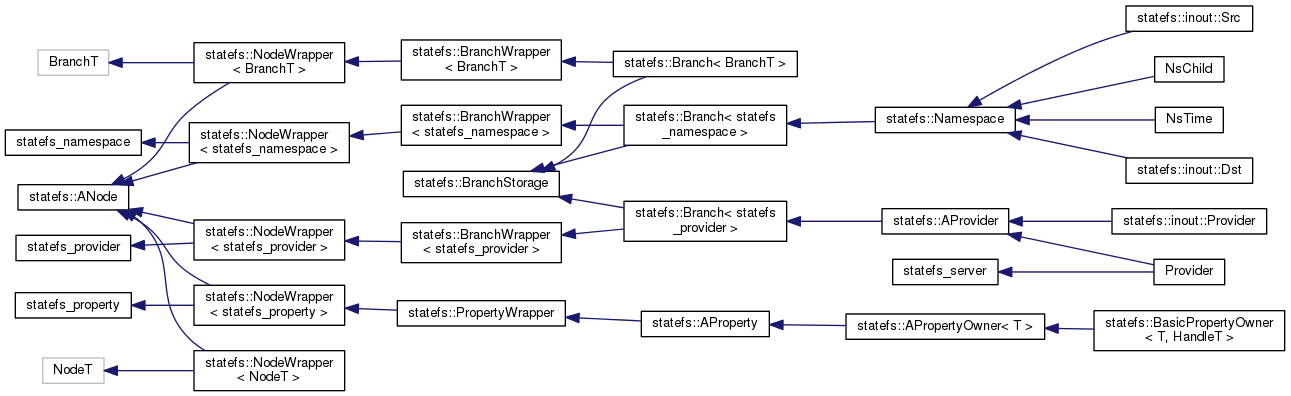 BranchT
statefs_namespace
statefs::ANode
statefs_provider
statefs_property
NodeT
statefs::NodeWrapper
< BranchT >
statefs::NodeWrapper
< statefs_namespace >
statefs::NodeWrapper
< statefs_provider >
statefs::NodeWrapper
< statefs_property >
statefs::NodeWrapper
< NodeT >
statefs::BranchWrapper
< BranchT >
statefs::BranchWrapper
< statefs_namespace >
statefs::BranchStorage
statefs::BranchWrapper
< statefs_provider >
statefs::PropertyWrapper
statefs::Branch< BranchT >
statefs::Branch< statefs
_namespace >
statefs::Branch< statefs
_provider >
statefs::AProperty
statefs::Namespace
statefs::AProvider
statefs_server
statefs::APropertyOwner< T >
statefs::inout::Src
NsChild
NsTime
statefs::inout::Dst
statefs::inout::Provider
Provider
statefs::BasicPropertyOwner
< T, HandleT >